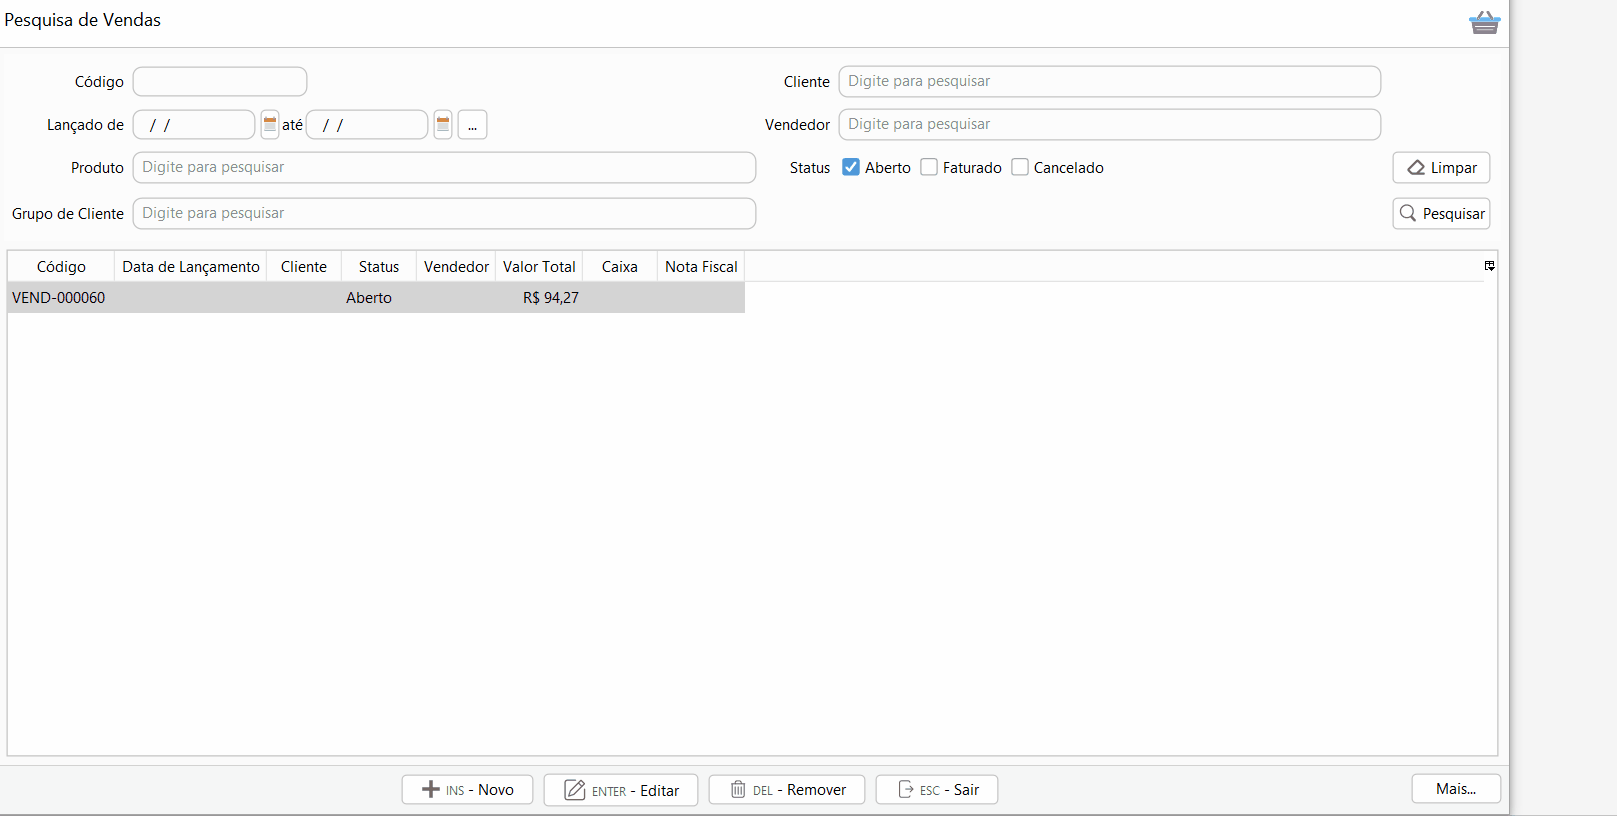 Pesquisa de Vendas
Código
Cliente Digite para pesquisar
Lançado de / / até / / ...
Vendedor Digite para pesquisar
Produto Digite para pesquisar
Status Aberto Faturado Cancelado
Limpar
Grupo de Cliente Digite para pesquisar
Pesquisar
Código Data de Lançamento Cliente Status Vendedor Valor Total Caixa Nota Fiscal
VEND-000060 Aberto R$ 94,27
INS - Novo ENTER - Editar DEL - Remover ESC - Sair Mais...